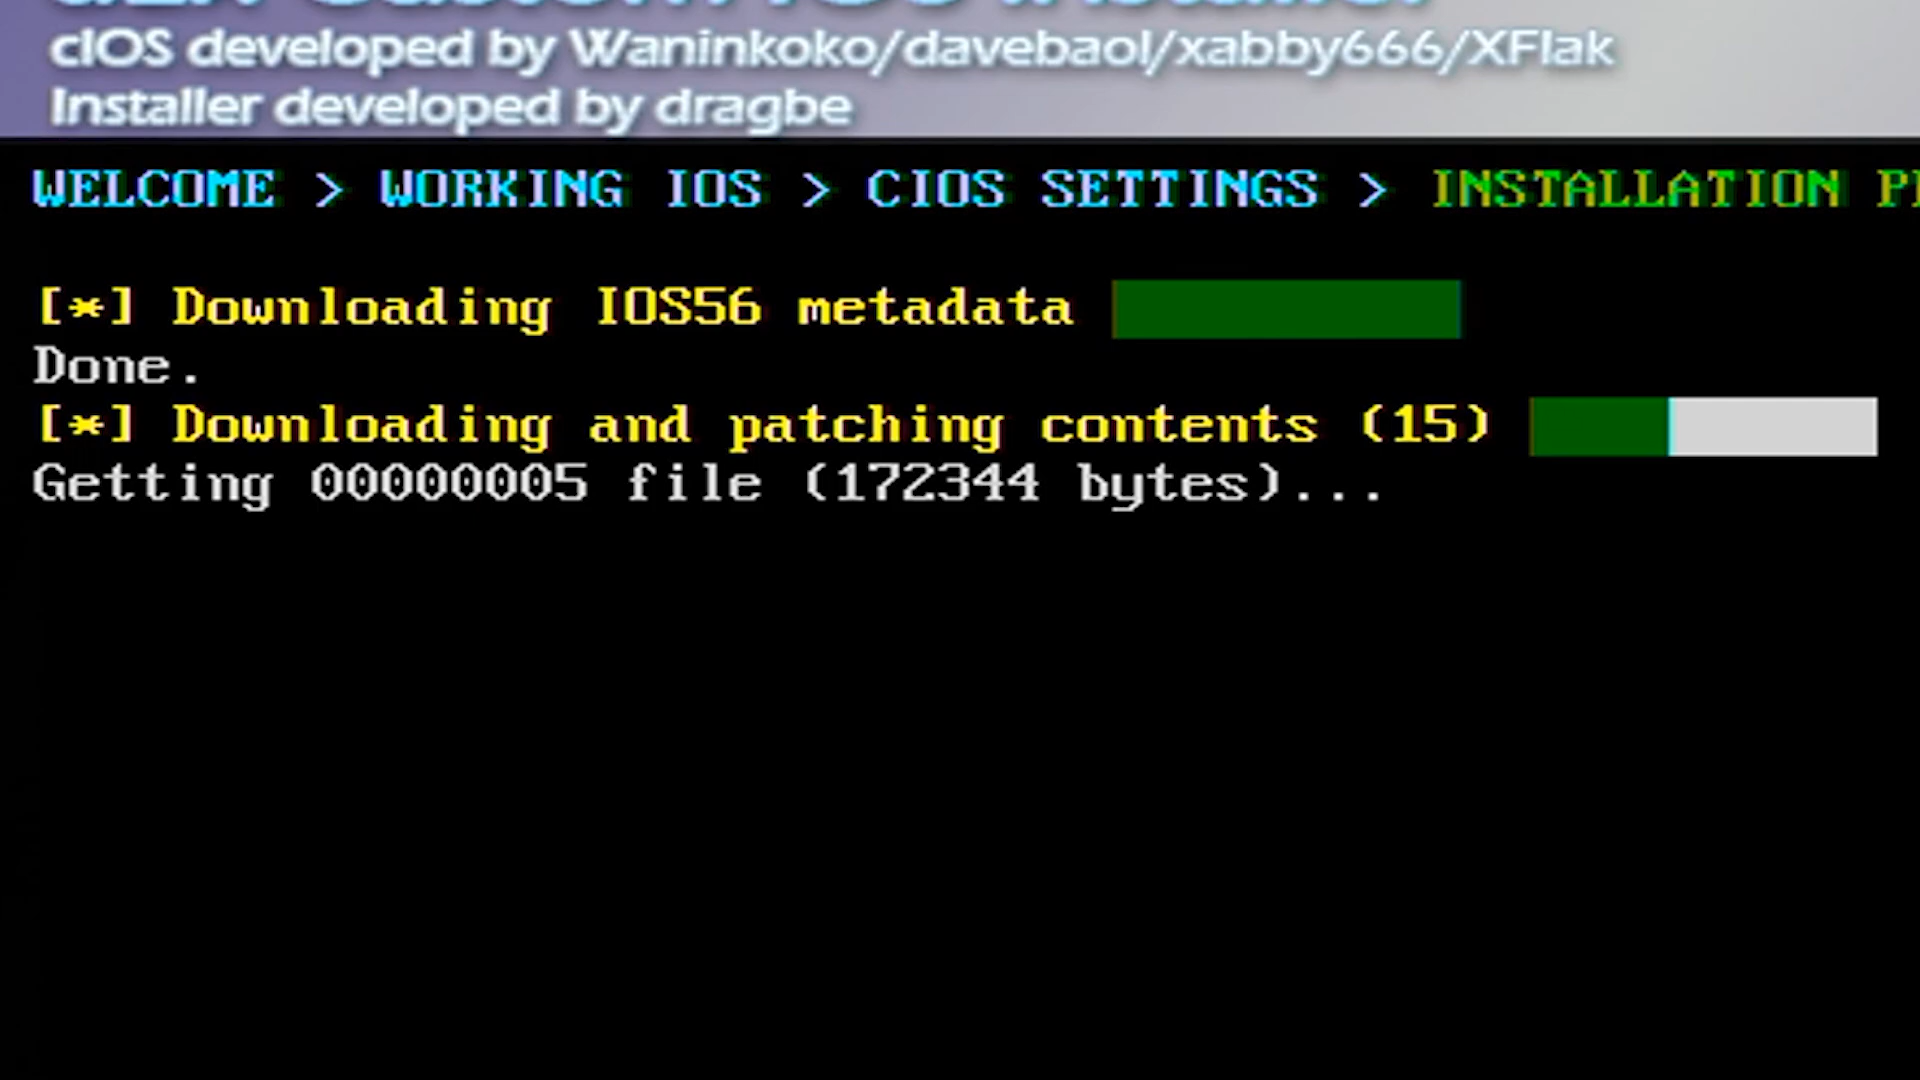 cIOS developed by Waninkoko/davebaol/xabby666/XFlak
Installer developed by dragbe
WELCOME > WORKING IOS > CIOS SETTINGS > INSTALLATION
[*] Downloading IOS56 metadata
Done.
[*] Downloading and patching contents (15)
Getting 00000005 file (172344 bytes)...